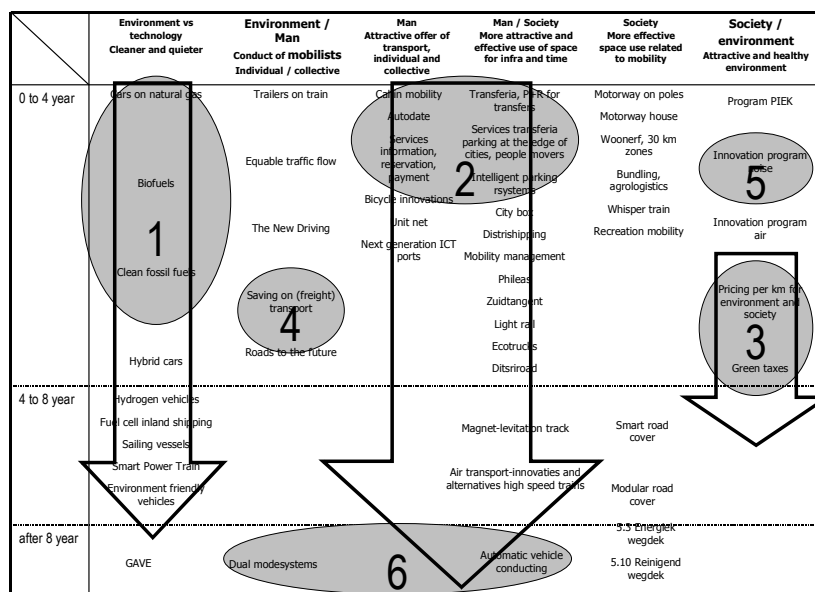 Environment vs
technology
Cleaner and quieter
Environment /
Man
Conduct of mobilists
Individual / collective
Man
Attractive offer of
transport,
individual and
collective
Man / Society
More attractive and
effective use of space
for infra and time
Society
More effective
space use related
to mobility
Society /
environment
Attractive and healthy
environment
0 to 4 year
Cars on natural gas
Biofuels
1
Clean fossil fuels
Hybrid cars
Trailers on train
Equable traffic flow
The New Driving
Saving on (freight)
transport
4
Roads to the future
Cabin mobility
Autodate
Services
information,
reservation,
payment
Bicycle innovations
Unit net
Next generation ICT
ports
2
Transferia, P+R for
transfers
Services transferia
parking at the edge of
cities, people movers
Intelligent parking
rsystems
City box
Distrishipping
Mobility management
Phileas
Zuidtangent
Light rail
Ecotrucks
Ditsriroad
Motorway on poles
Motorway house
Woonerf, 30 km
zones
Bundling,
agrologistics
Whisper train
Recreation mobility
Program PIEK
Innovation program
noise
5
Innovation program
air
Pricing per km for
environment and
society
3
Green taxes
4 to 8 year
Hydrogen vehicles
Fuel cell inland shipping
Sailing vessels
Smart Power Train
Environment friendly
vehicles
Magnet-levitation track
Air transport-innovaties and
alternatives high speed trains
Smart road
cover
Modular road
cover
after 8 year
GAVE
Dual modesystems
6
Automatic vehicle
conducting
5.5 Energiek
wegdek
5.10 Reinigend
wegdek